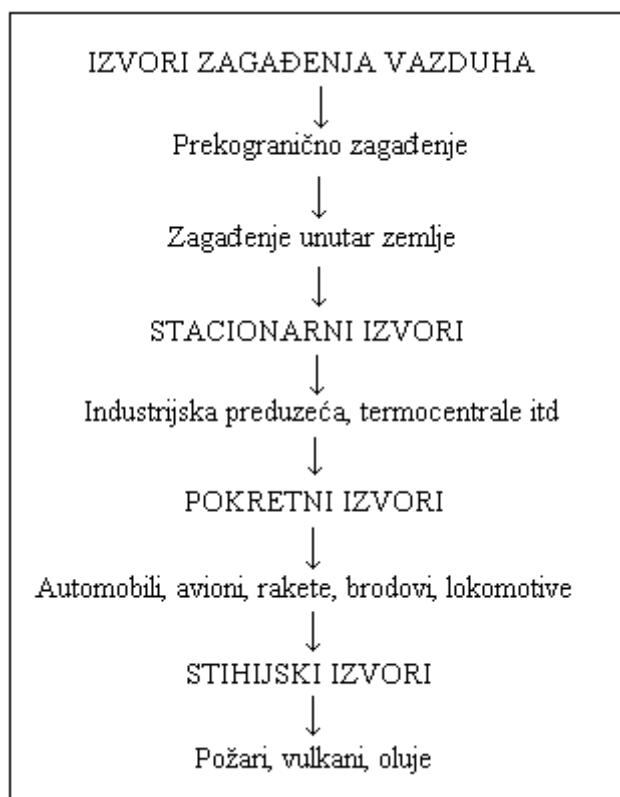 IZVORI ZAGAĐENJA VAZDUHA
Prekogranično zagađenje
Zagađenje unutar zemlje
STACIONARNI IZVORI
Industrijska preduzeća, termocentrale itd
POKRETNI IZVORI
Automobili, avioni, rakete, brodovi, lokomotive
STIHIJSKI IZVORI
Požari, vulkani, oluje